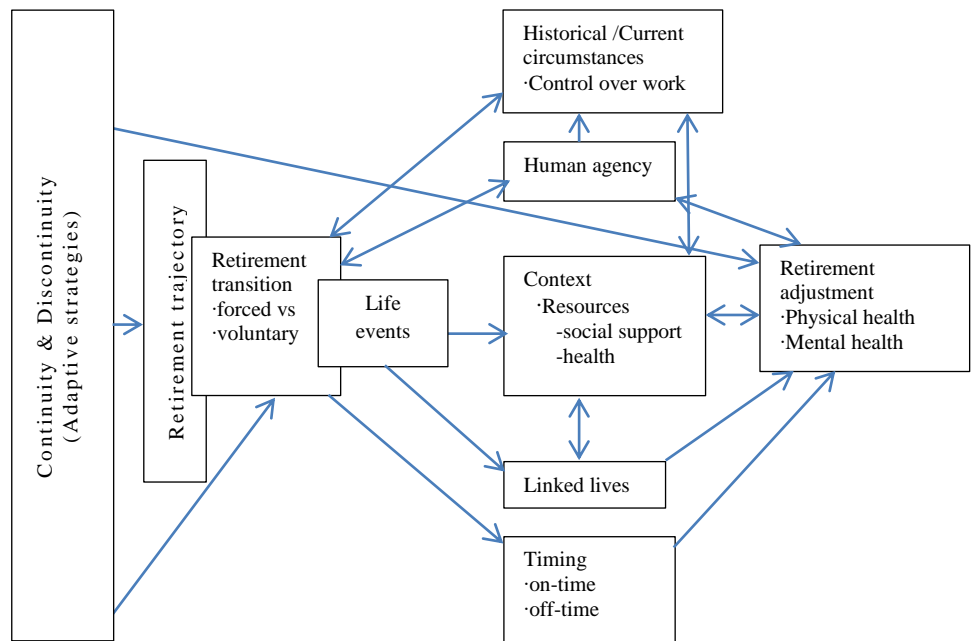 Continuity & Discontinuity
(Adaptive strategies)
Retirement trajectory
Retirement
transition
·forced vs
·voluntary
Life
events
Historical /Current
circumstances
·Control over work
Human agency
Context
·Resources
-social support
-health
Linked lives
Timing
·on-time
·off-time
Retirement
adjustment
·Physical health
·Mental health